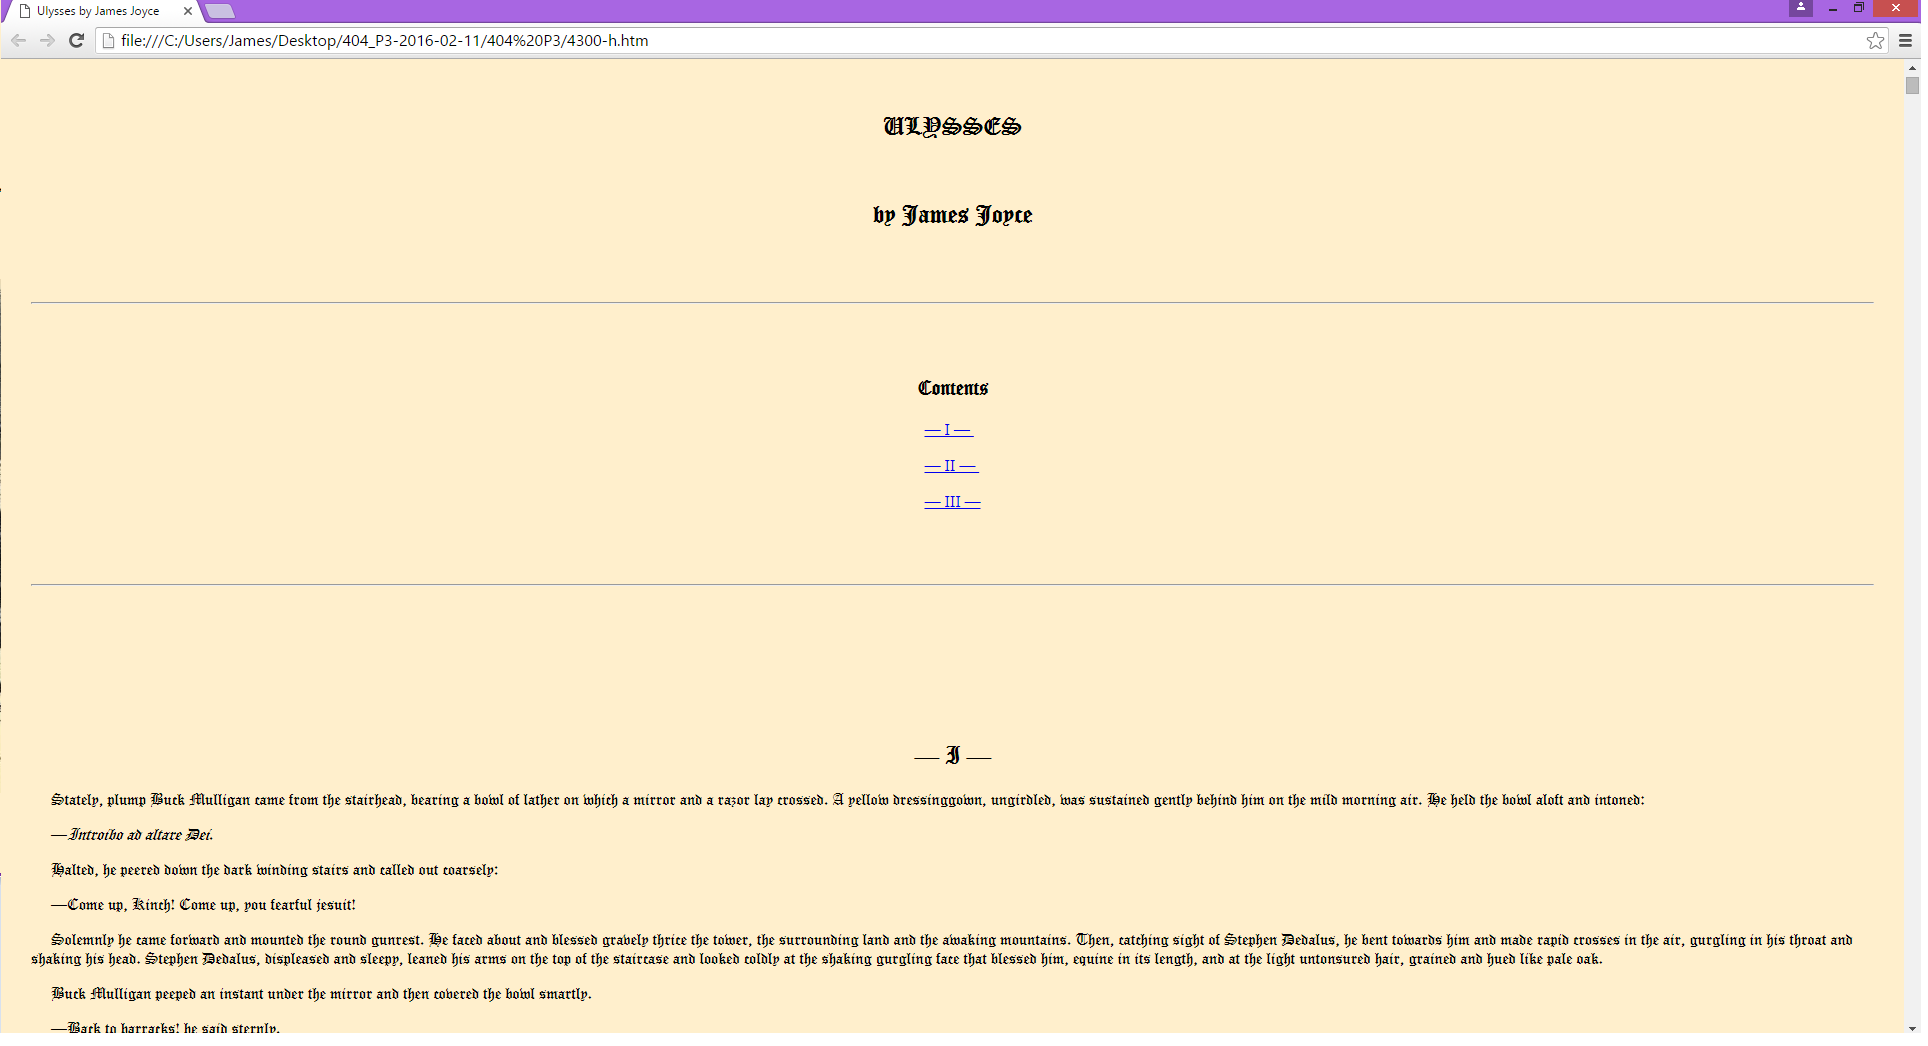 Ulysses by James Joyce
file:///C:/Users/James/Desktop/404_P3-2016-02-11/404%20P3/4300-h.htm
ULYSSES
by James Joyce
Contents
— I —
— II —
— III —
— I —
Stately, plump Buck Mulligan came from the stairhead, bearing a bowl of lather on which a mirror and a razor lay crossed. A yellow dressinggown, ungirdled, was sustained gently behind him on the mild morning air. He held the bowl aloft and intoned:
—Introibo ad altare Dei.
Halted, he peered down the dark winding stairs and called out coarsely:
—Come up, Kinch! Come up, you fearful jesuit!
Solemnly he came forward and mounted the round gunrest. He faced about and blessed gravely thrice the tower, the surrounding land and the awaking mountains. Then, catching sight of Stephen Dedalus, he bent towards him and made rapid crosses in the air, gurgling in his throat and
shaking his head. Stephen Dedalus, displeased and sleepy, leaned his arms on the top of the staircase and looked coldly at the shaking gurgling face that blessed him, equine in its length, and at the light untonsured hair, grained and hued like pale oak.
Buck Mulligan peeped an instant under the mirror and then covered the bowl smartly.
—Back to barracks! he said sternly.